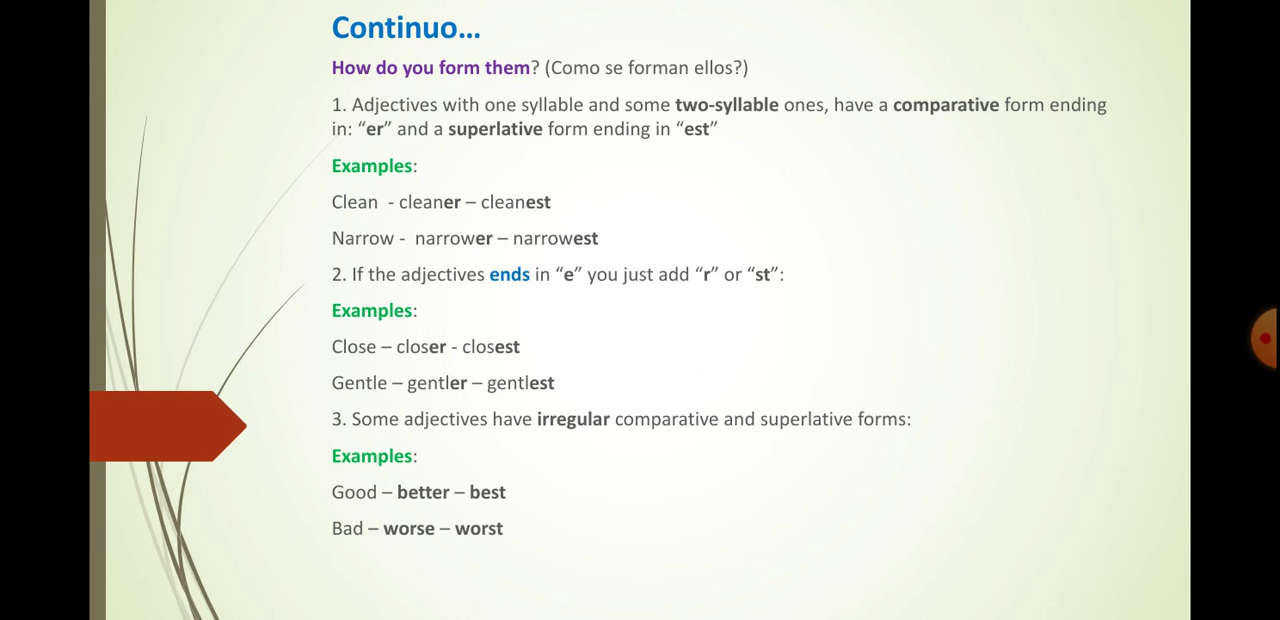 Continuo...
How do you form them? (Como se forman ellos?)
1. Adjectives with one syllable and some two-syllable ones, have a comparative form ending
in: “er” and a superlative form ending in “est”
Examples:
Clean - cleaner – cleanest
Narrow - narrower – narrowest
2. If the adjectives ends in “e” you just add “r” or “st”:
Examples:
Close – closer - closest
Gentle – gentler – gentlest
3. Some adjectives have irregular comparative and superlative forms:
Examples:
Good – better – best
Bad – worse – worst